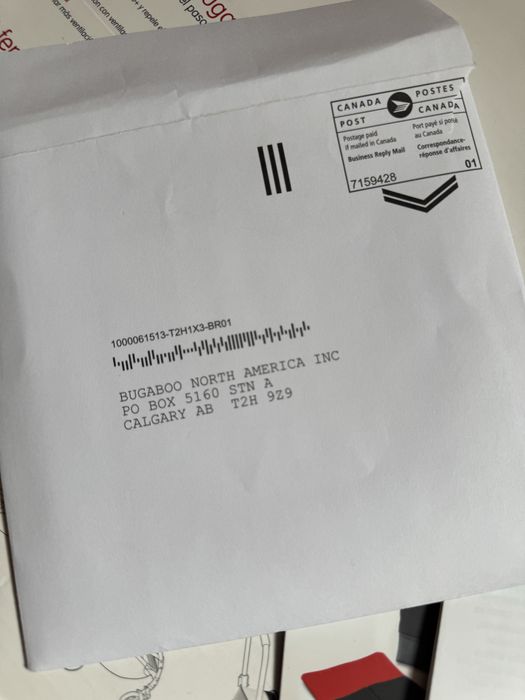 CANADA
POST
POSTES
CANADA
Postage paid
if mailed in Canada
Port payé si posté
au Canada
Business Reply Mail
Correspondance-
réponse d'affaires
7159428
01
1000061513-T2H1X3-BR01
BUGABOO NORTH AMERICA INC
PO BOX 5160 STN A
CALGARY AB T2H 9Z9